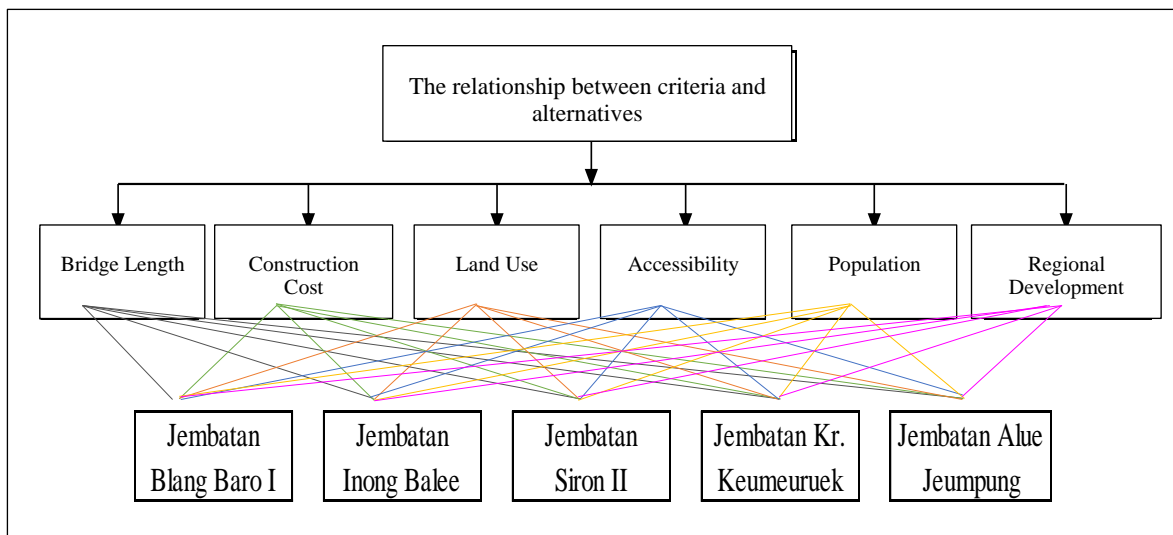 The relationship between criteria and
alternatives
Bridge Length
Construction
Cost
Land Use
Accessibility
Population
Regional
Development
Jembatan
Blang Baro I
Jembatan
Inong Balee
Jembatan
Siron II
Jembatan Kr.
Keumeuruek
Jembatan Alue
Jeumpung